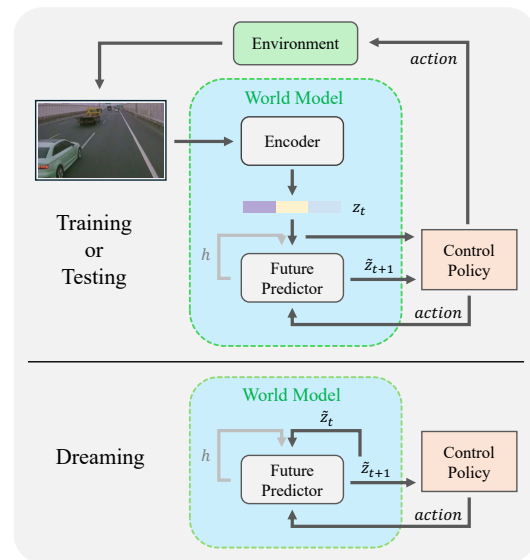 Environment
action
World Model
Encoder
z_t
Training
or
Testing
h
Future
Predictor
z̃_{t+1}
Control
Policy
action
World Model
z̃_t
Dreaming
h
Future
Predictor
z̃_{t+1}
Control
Policy
action